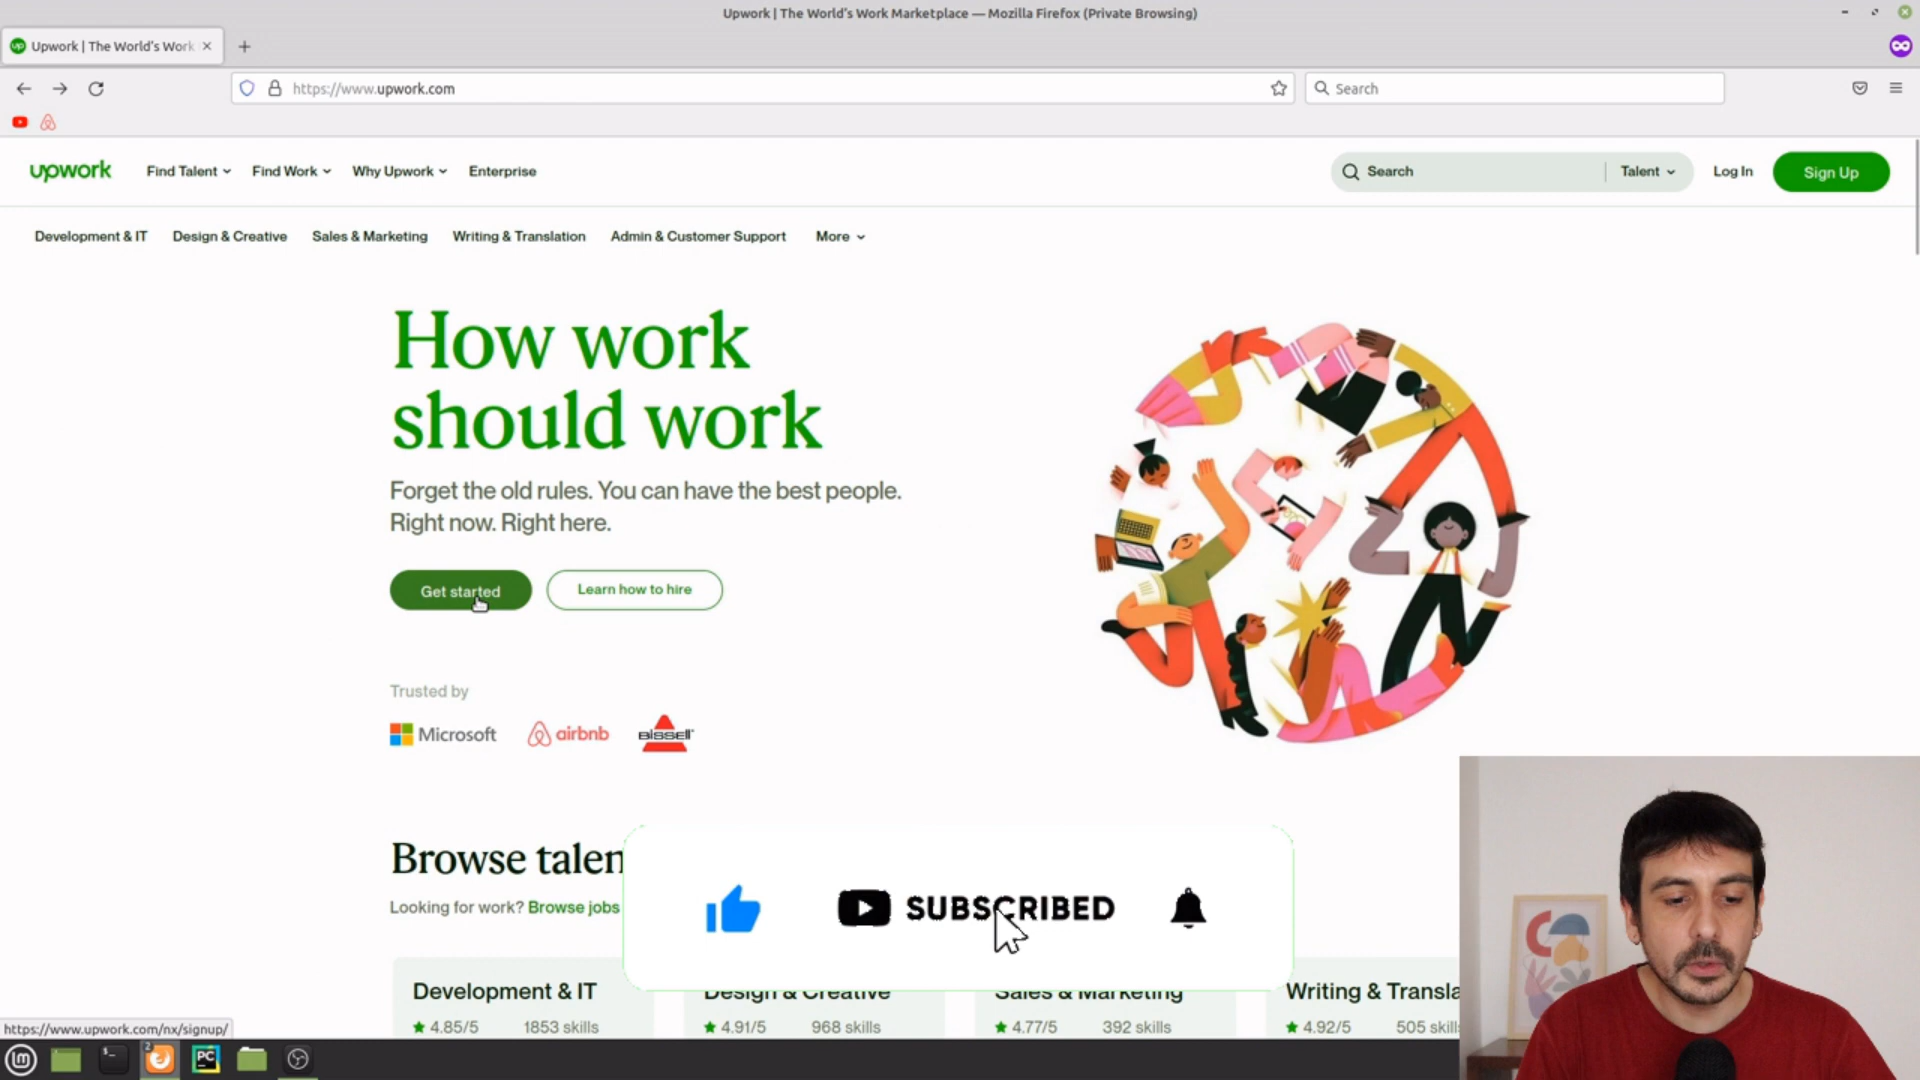 Upwork | The World's Work Marketplace — Mozilla Firefox (Private Browsing)
Upwork | The World's Work
https://www.upwork.com
Search
upwork
Find Talent
Find Work
Why Upwork
Enterprise
Search
Talent
Log In
Sign Up
Development & IT
Design & Creative
Sales & Marketing
Writing & Translation
Admin & Customer Support
More
How work
should work
Forget the old rules. You can have the best people.
Right now. Right here.
Get started
Learn how to hire
Trusted by
Microsoft
airbnb
BISSELL
Browse talen
Looking for work? Browse jobs
SUBSCRIBED
Development & IT
Design & Creative
Sales & Marketing
Writing & Transla
4.85/5
1853 skills
4.91/5
968 skills
4.77/5
392 skills
4.92/5
505 skills
https://www.upwork.com/nx/signup/
2
PC